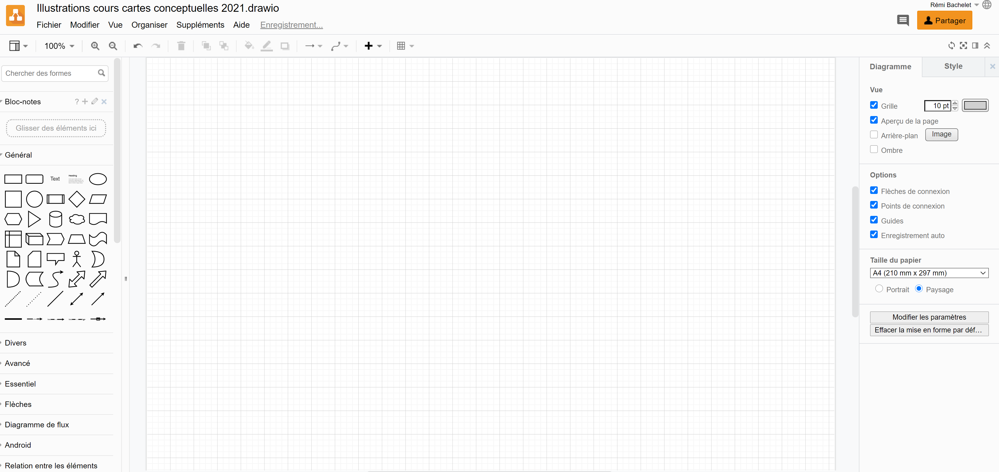 Illustrations cours cartes conceptuelles 2021.drawio
Rémi Bachelet
Fichier Modifier Vue Organiser Suppléments Aide Enregistrement...
Partager
100%
Chercher des formes
Bloc-notes ?
Glisser des éléments ici
Général
Text
Heading
Divers
Avancé
Essentiel
Flèches
Diagramme de flux
Android
Relation entre les éléments
Diagramme Style
Vue
Grille 10 pt
Aperçu de la page
Arrière-plan Image
Ombre
Options
Flèches de connexion
Points de connexion
Guides
Enregistrement auto
Taille du papier
A4 (210 mm x 297 mm)
Portrait Paysage
Modifier les paramètres
Effacer la mise en forme par déf...